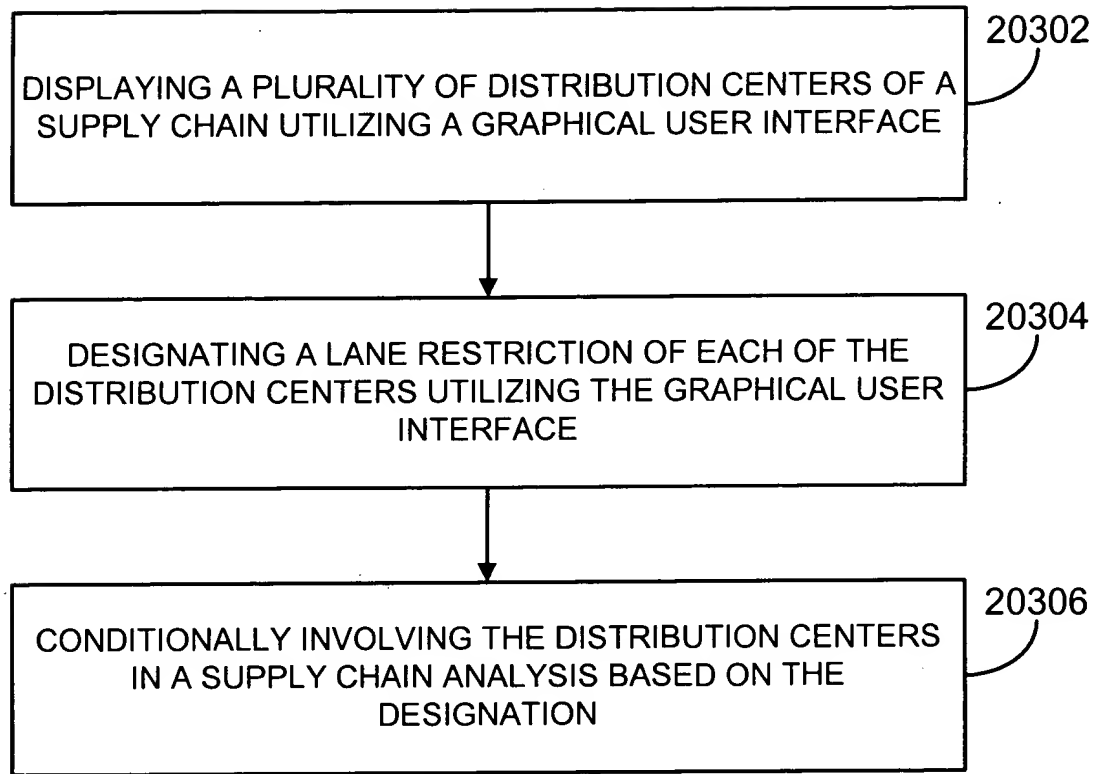 20302
DISPLAYING A PLURALITY OF DISTRIBUTION CENTERS OF A
SUPPLY CHAIN UTILIZING A GRAPHICAL USER INTERFACE
20304
DESIGNATING A LANE RESTRICTION OF EACH OF THE
DISTRIBUTION CENTERS UTILIZING THE GRAPHICAL USER
INTERFACE
20306
CONDITIONALLY INVOLVING THE DISTRIBUTION CENTERS
IN A SUPPLY CHAIN ANALYSIS BASED ON THE
DESIGNATION